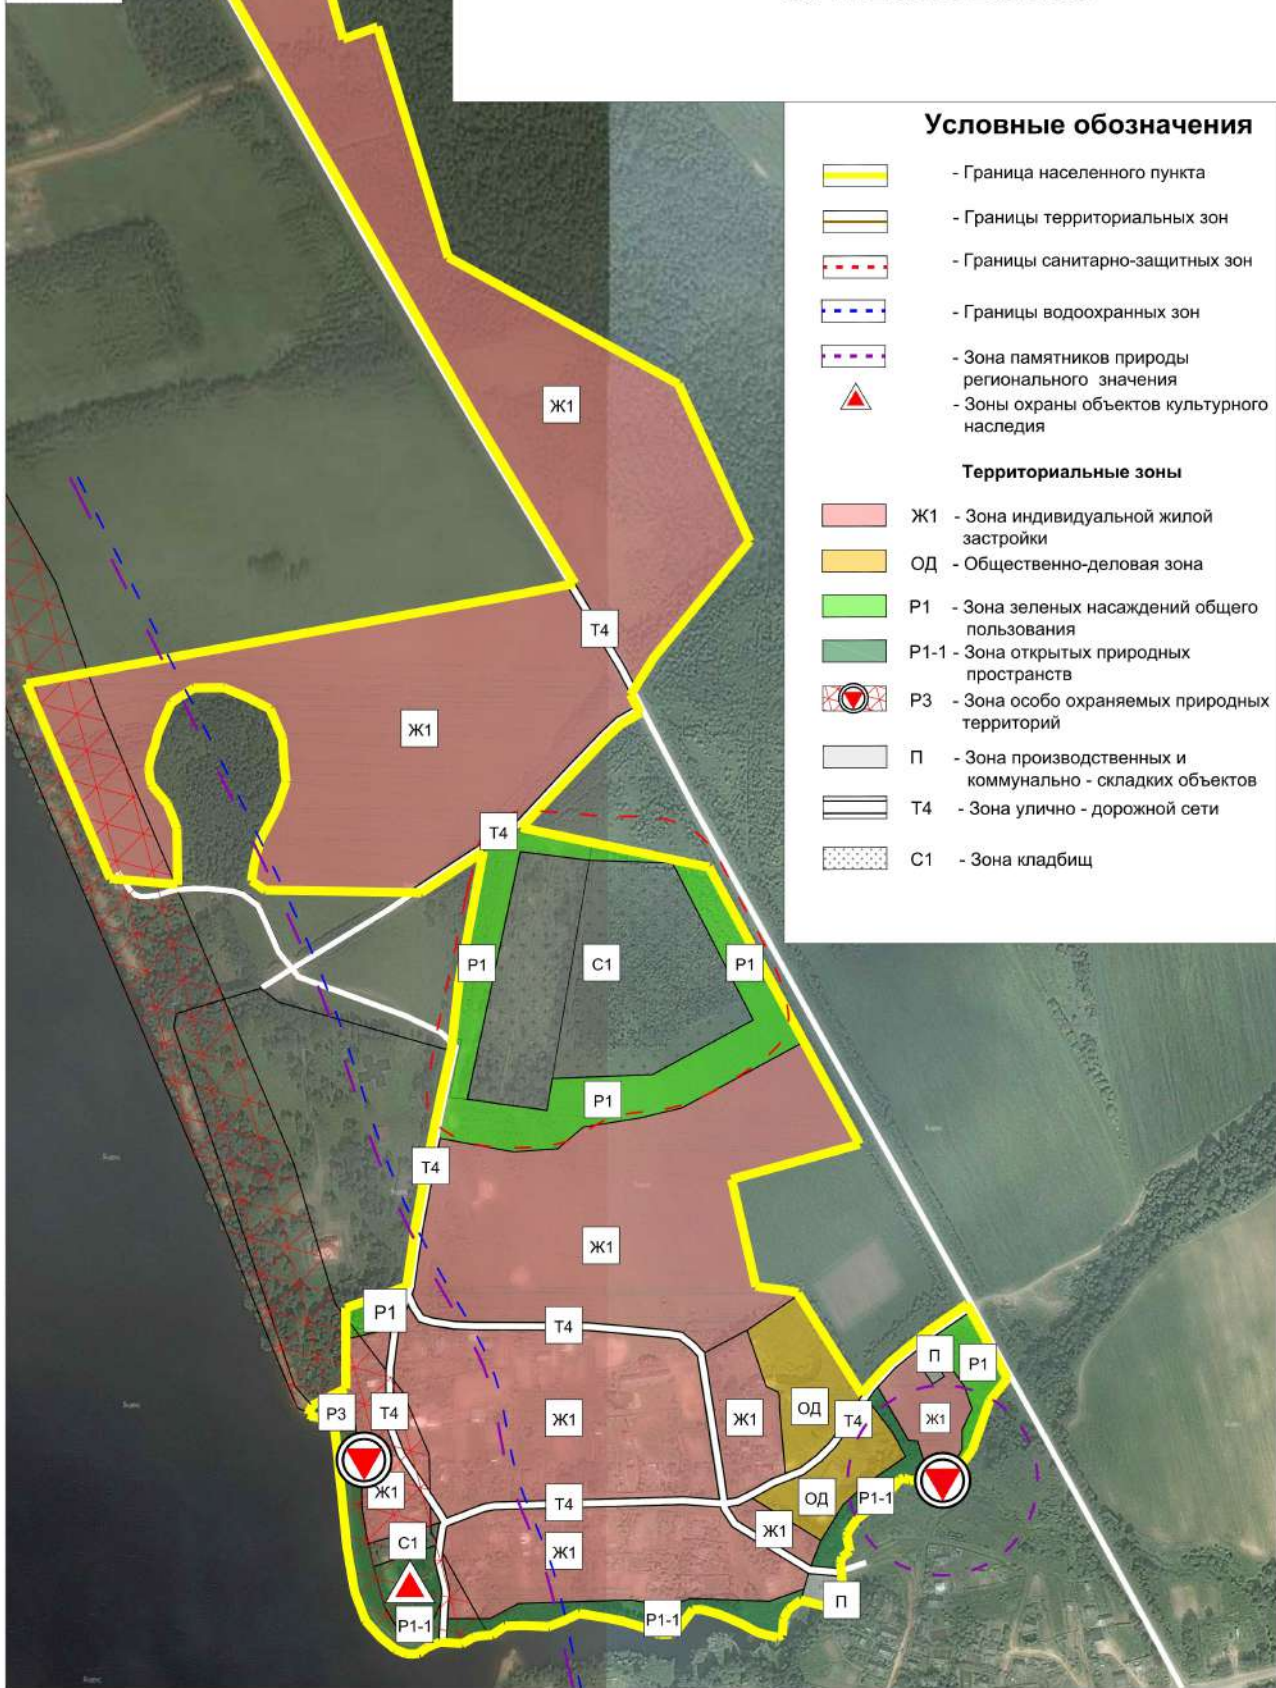 Условные обозначения
- Граница населенного пункта
- Границы территориальных зон
- Границы санитарно-защитных зон
- Границы водоохранных зон
- Зона памятников природы
регионального значения
- Зоны охраны объектов культурного
наследия
Территориальные зоны
Ж1 - Зона индивидуальной жилой
застройки
ОД - Общественно-деловая зона
Р1 - Зона зеленых насаждений общего
пользования
Р1-1 - Зона открытых природных
пространств
Р3 - Зона особо охраняемых природных
территорий
П - Зона производственных и
коммунально - складких объектов
Т4 - Зона улично - дорожной сети
С1 - Зона кладбищ
Ж1
Т4
Ж1
Т4
Р1
С1
Р1
Р1
Т4
Ж1
Р1
Т4
П
Р1
Р3
Т4
Ж1
Ж1
ОД
Т4
Ж1
Ж1
Т4
ОД
Р1-1
С1
Ж1
Ж1
Р1-1
Р1-1
П